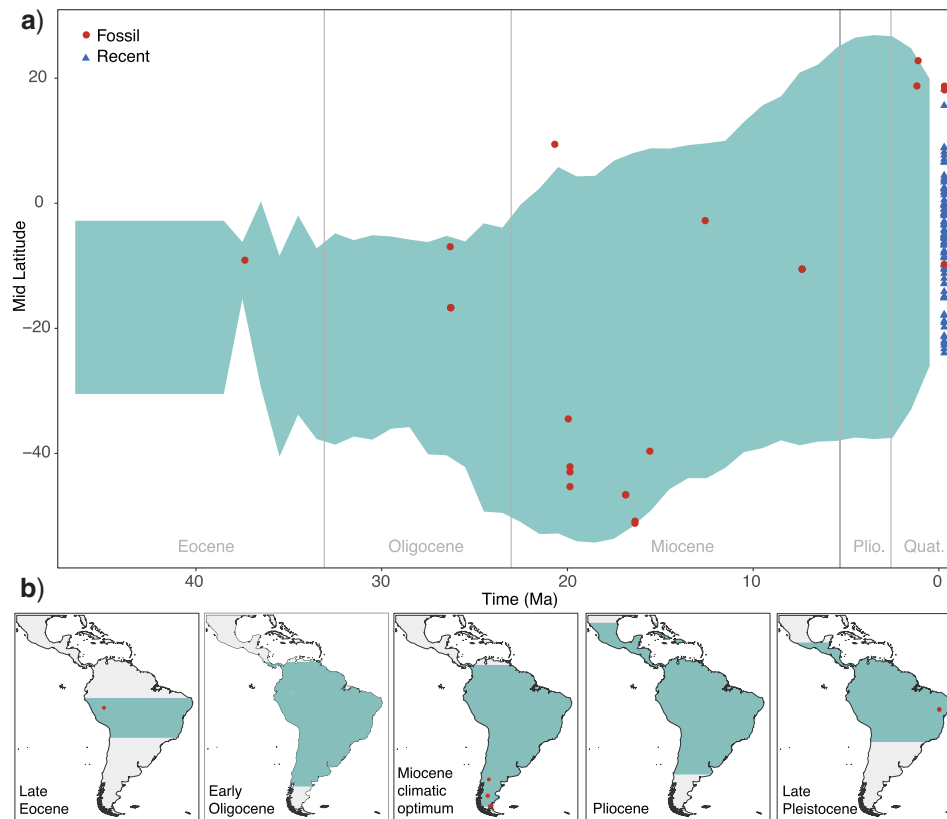 a)
Fossil
Recent
20
0
−20
−40
Mid Latitude
Eocene
Oligocene
Miocene
Plio.
Quat.
40
30
20
10
0
Time (Ma)
b)
Late
Eocene
Early
Oligocene
Miocene
climatic
optimum
Pliocene
Late
Pleistocene